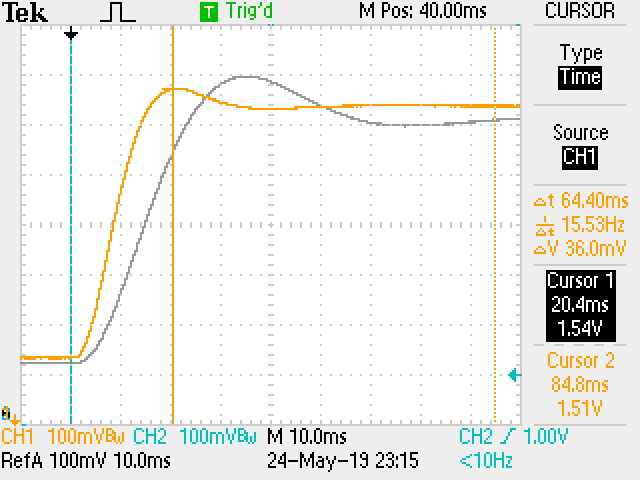 Tek T Trig'd M Pos: 40.00ms CURSOR
Type
Time
Source
CH1
Δt 64.40ms
1/Δt 15.53Hz
ΔV 36.0mV
Cursor 1
20.4ms
1.54V
Cursor 2
84.8ms
1.51V
CH1 100mVBw CH2 100mVBw M 10.0ms CH2 1.00V
RefA 100mV 10.0ms 24-May-19 23:15 <10Hz